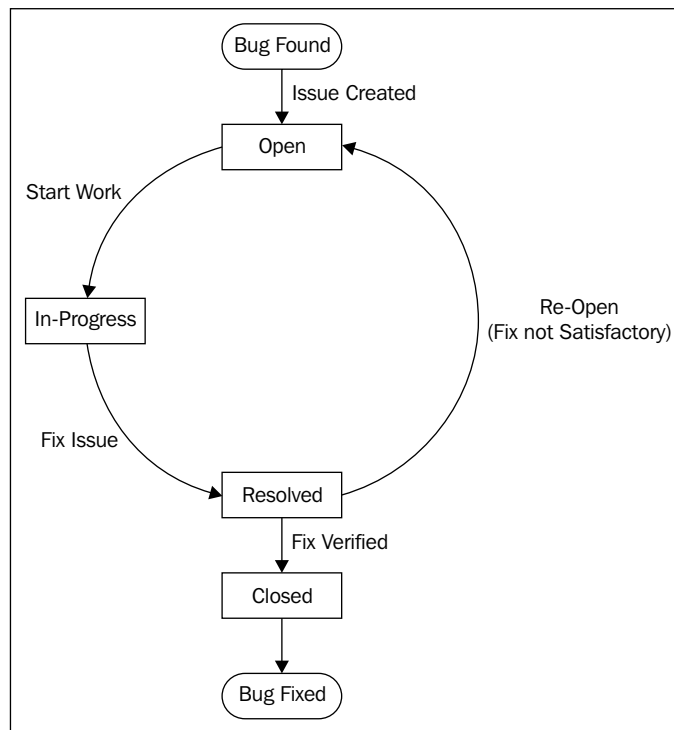 Bug Found
Issue Created
Open
Start Work
In-Progress
Re-Open
(Fix not Satisfactory)
Fix Issue
Resolved
Fix Verified
Closed
Bug Fixed